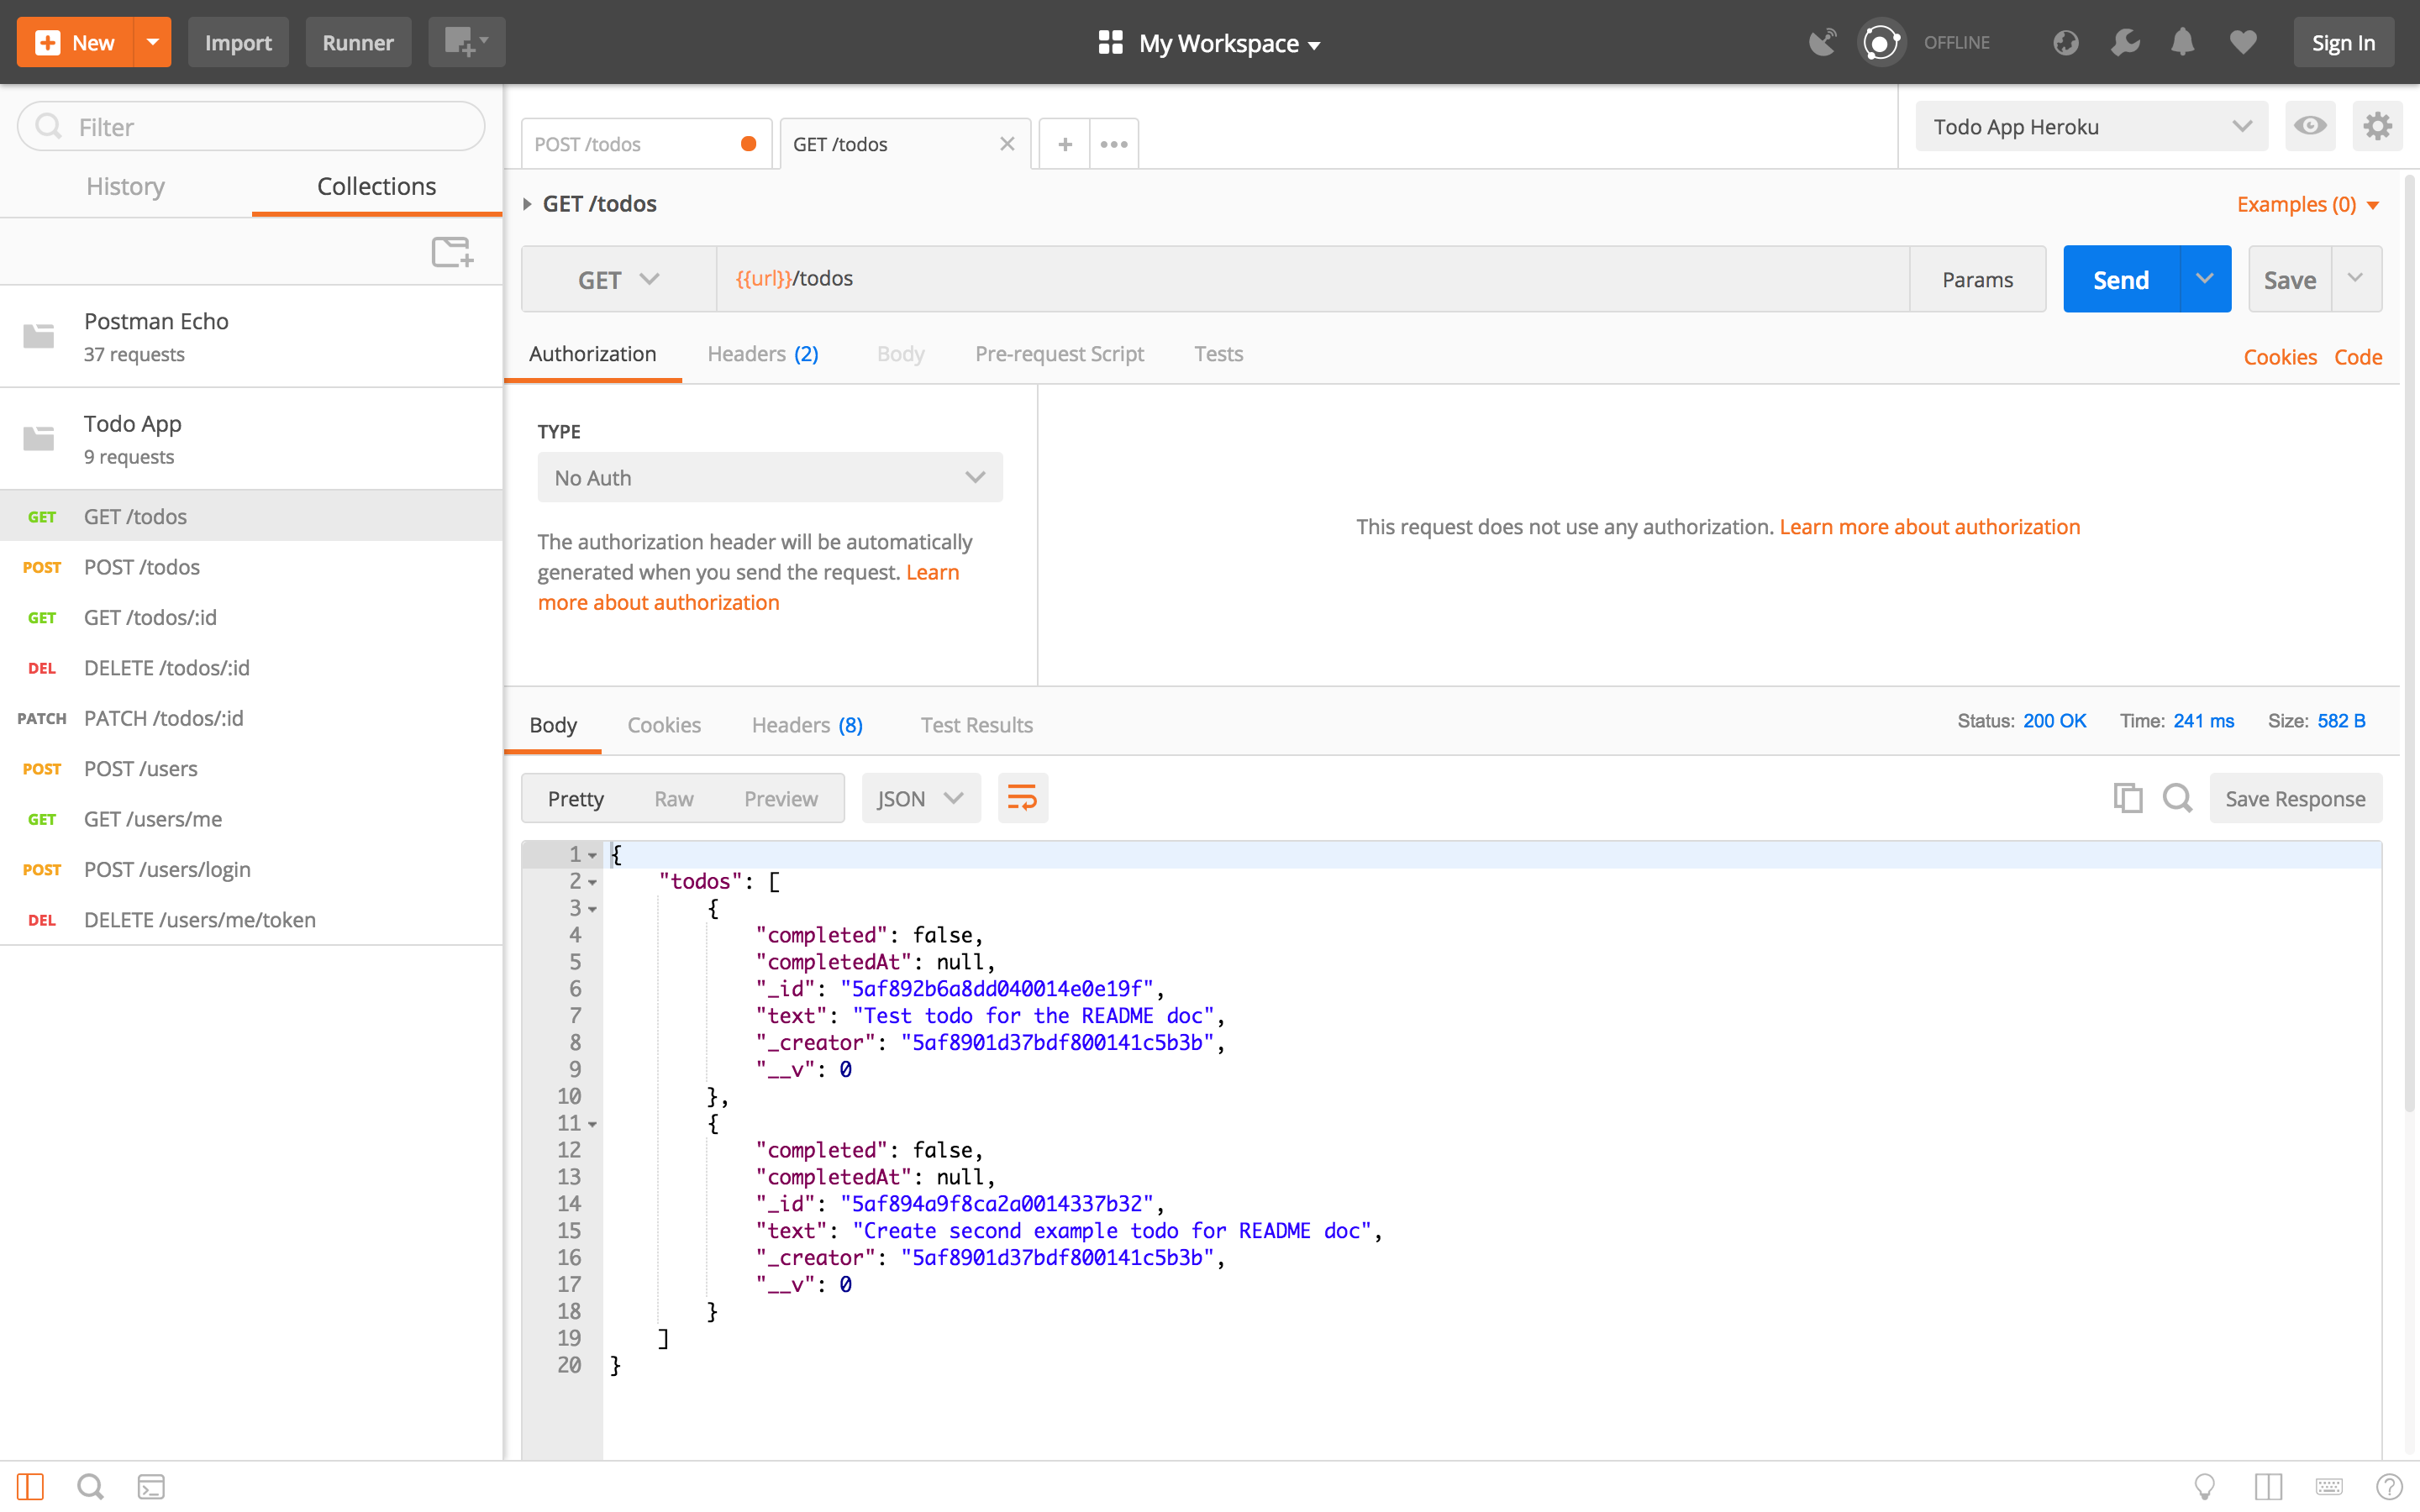 New
Import
Runner
My Workspace
OFFLINE
Sign In
Filter
History
Collections
Postman Echo
37 requests
Todo App
9 requests
GET GET /todos
POST POST /todos
GET GET /todos/:id
DEL DELETE /todos/:id
PATCH PATCH /todos/:id
POST POST /users
GET GET /users/me
POST POST /users/login
DEL DELETE /users/me/token
POST /todos
GET /todos
Todo App Heroku
GET /todos
Examples (0)
GET
{{url}}/todos
Params
Send
Save
Authorization
Headers (2)
Body
Pre-request Script
Tests
Cookies
Code
TYPE
No Auth
The authorization header will be automatically
generated when you send the request. Learn
more about authorization
This request does not use any authorization. Learn more about authorization
Body
Cookies
Headers (8)
Test Results
Status: 200 OK
Time: 241 ms
Size: 582 B
Pretty
Raw
Preview
JSON
Save Response
1 {
2 "todos": [
3 {
4 "completed": false,
5 "completedAt": null,
6 "_id": "5af892b6a8dd040014e0e19f",
7 "text": "Test todo for the README doc",
8 "_creator": "5af8901d37bdf800141c5b3b",
9 "__v": 0
10 },
11 {
12 "completed": false,
13 "completedAt": null,
14 "_id": "5af894a9f8ca2a0014337b32",
15 "text": "Create second example todo for README doc",
16 "_creator": "5af8901d37bdf800141c5b3b",
17 "__v": 0
18 }
19 ]
20 }